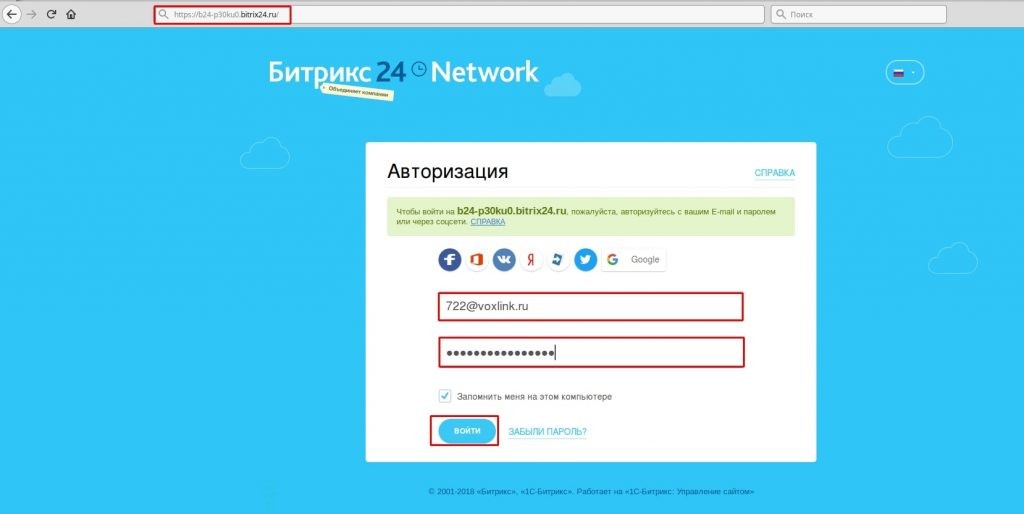 https://b24-p30ku0.bitrix24.ru/
Поиск
Битрикс 24 Network
Объединяет компании
Авторизация
СПРАВКА
Чтобы войти на b24-p30ku0.bitrix24.ru, пожалуйста, авторизуйтесь с вашим E-mail и паролем
или через соцсети. СПРАВКА
Google
722@voxlink.ru
Запомнить меня на этом компьютере
ВОЙТИ
ЗАБЫЛИ ПАРОЛЬ?
© 2001-2018 «Битрикс», «1С-Битрикс». Работает на «1С-Битрикс: Управление сайтом»